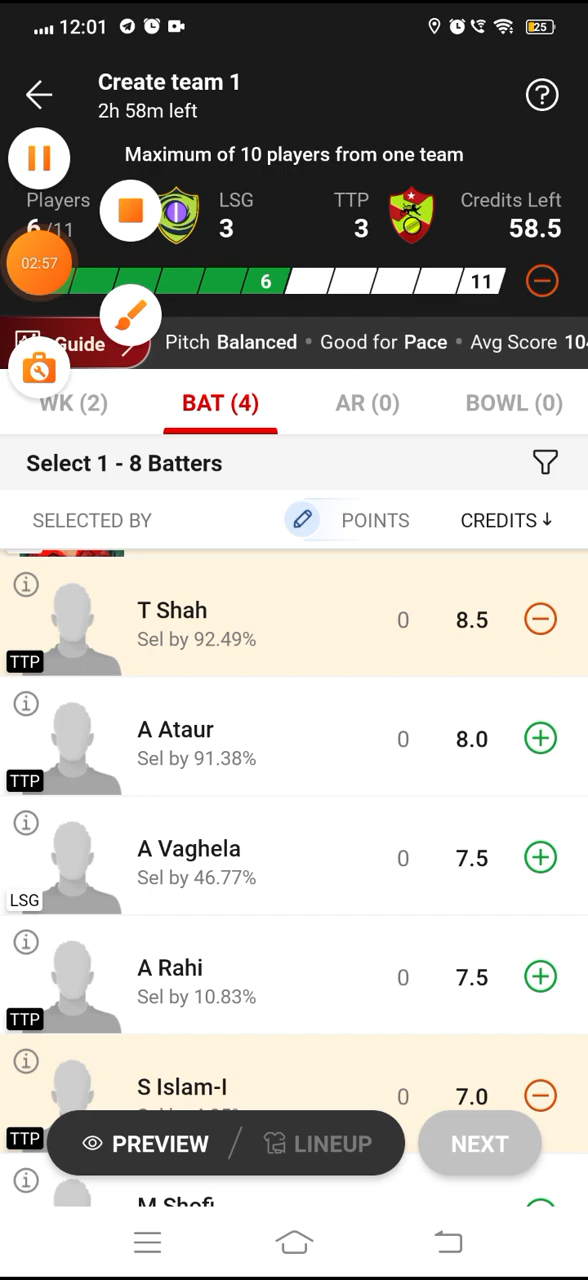 12:01
25
Create team 1
2h 58m left
Maximum of 10 players from one team
Players
LSG
TTP
Credits Left
6/11
3
3
58.5
02:57
6
11
Guide
Pitch Balanced • Good for Pace • Avg Score 10
WK (2)
BAT (4)
AR (0)
BOWL (0)
Select 1 - 8 Batters
SELECTED BY
POINTS
CREDITS↓
T Shah
Sel by 92.49%
0
8.5
TTP
A Ataur
Sel by 91.38%
0
8.0
TTP
A Vaghela
Sel by 46.77%
0
7.5
LSG
A Rahi
Sel by 10.83%
0
7.5
TTP
S Islam-I
0
7.0
TTP
PREVIEW / LINEUP
NEXT
M Shofi